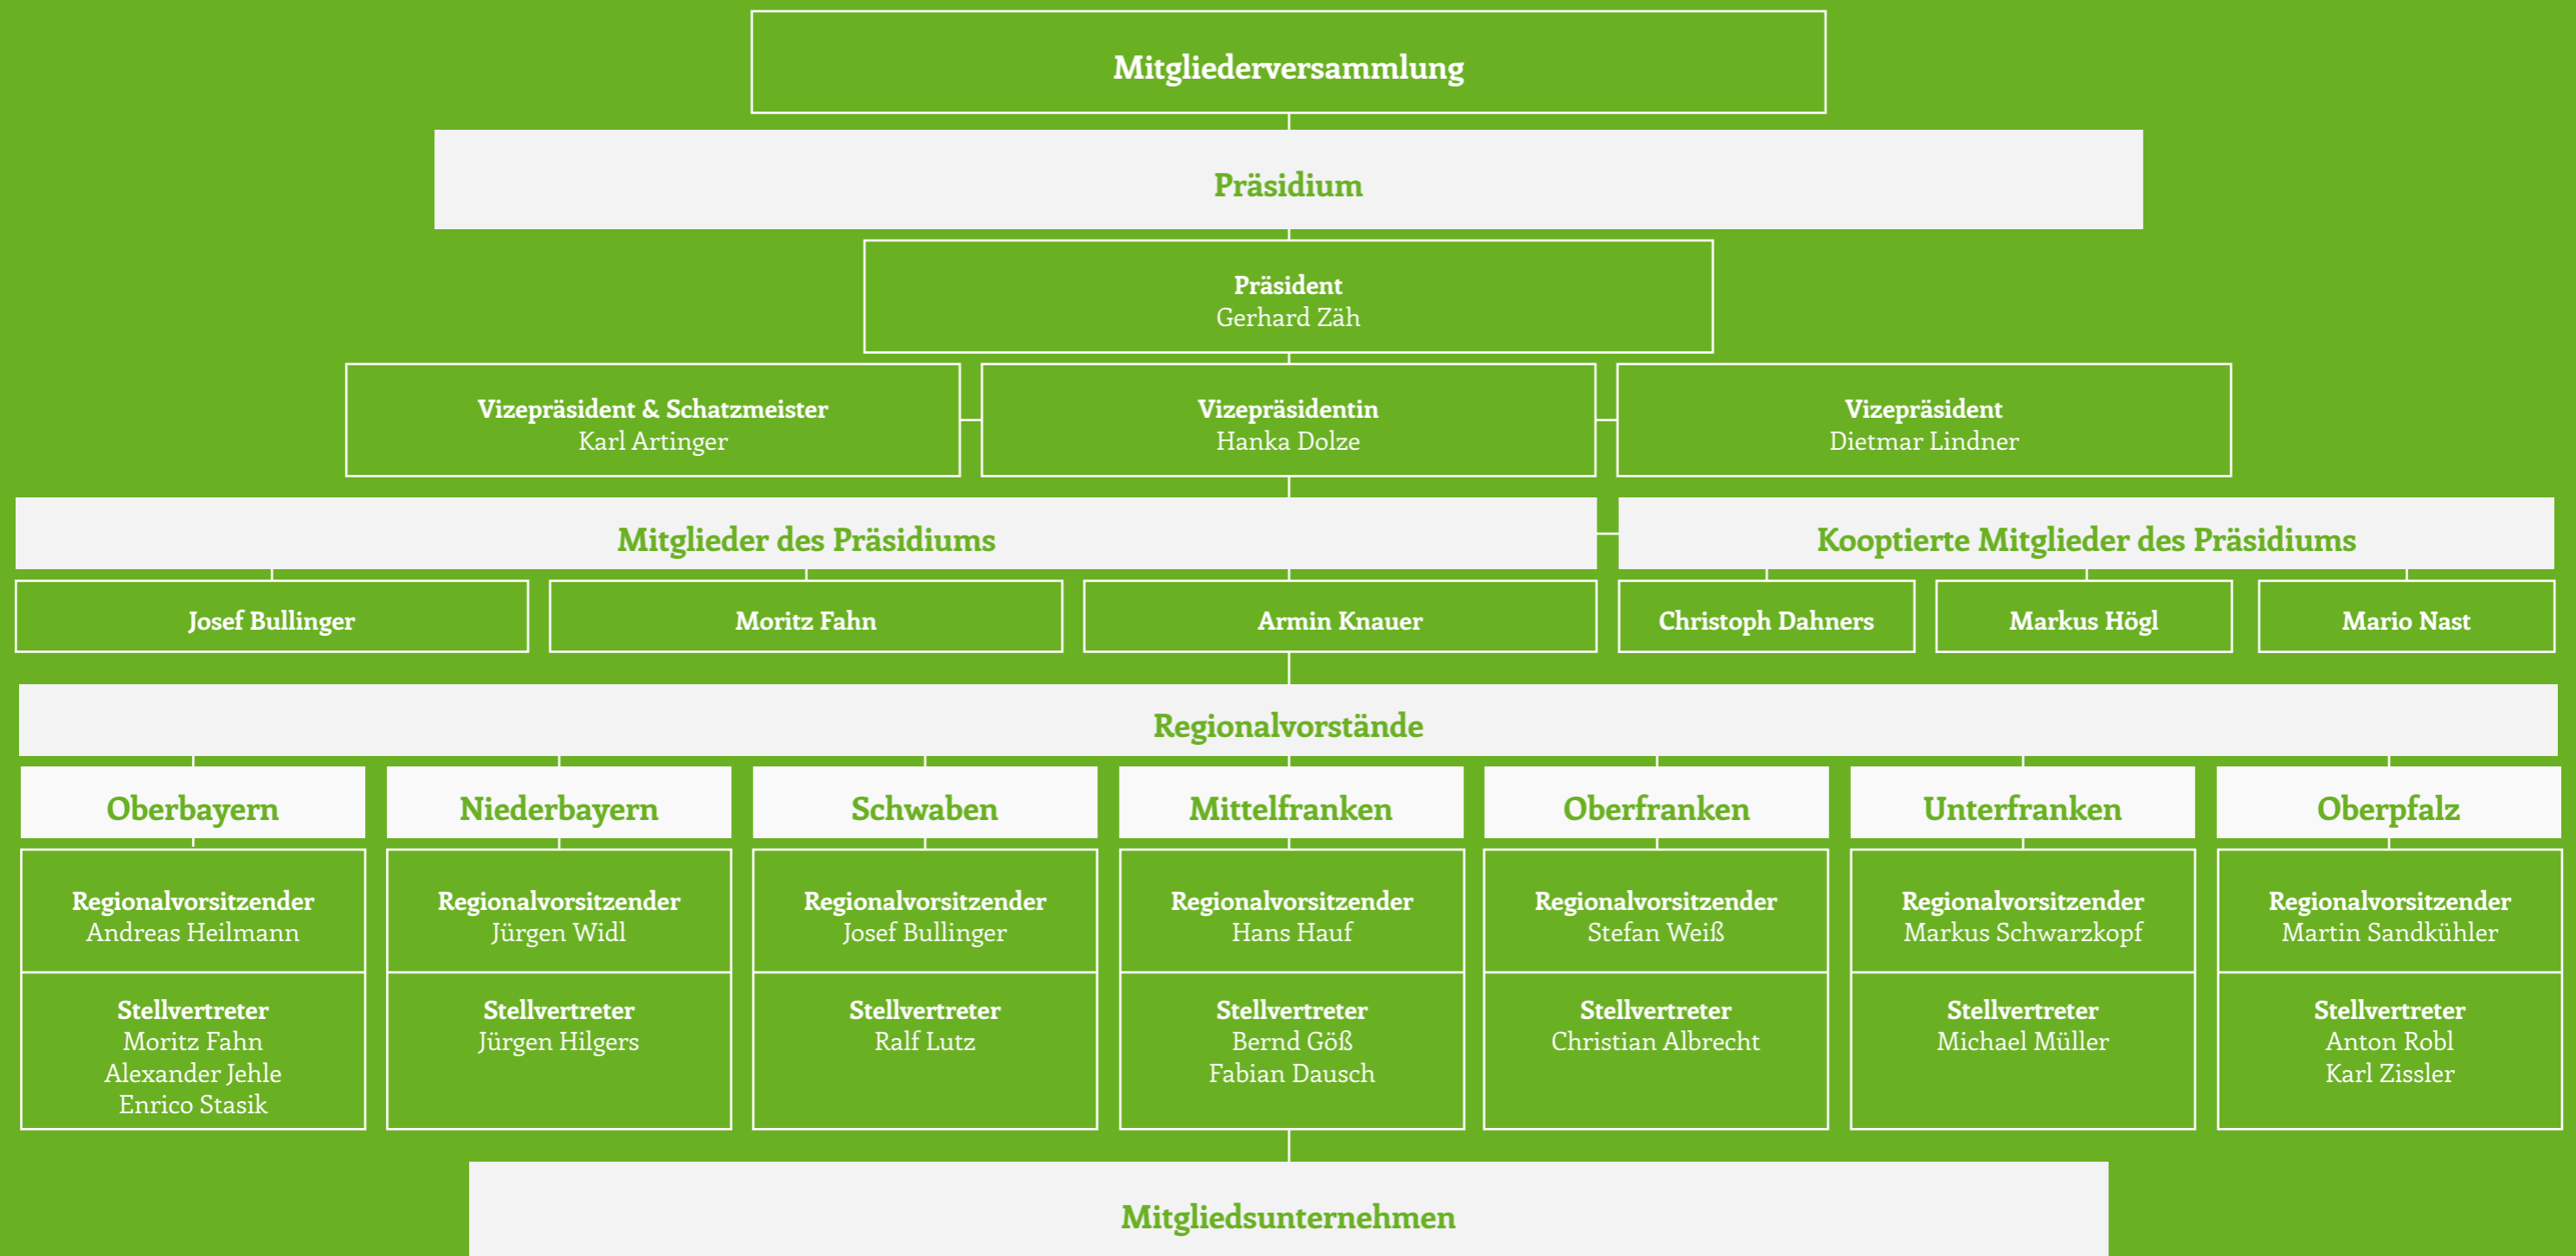 Mitgliederversammlung
Präsidium
Präsident
Gerhard Zäh
Vizepräsident & Schatzmeister
Karl Artinger
Vizepräsidentin
Hanka Dolze
Vizepräsident
Dietmar Lindner
Mitglieder des Präsidiums
Kooptierte Mitglieder des Präsidiums
Josef Bullinger
Moritz Fahn
Armin Knauer
Christoph Dahners
Markus Högl
Mario Nast
Regionalvorstände
Oberbayern
Regionalvorsitzender
Andreas Heilmann
Stellvertreter
Moritz Fahn
Alexander Jehle
Enrico Stasik
Niederbayern
Regionalvorsitzender
Jürgen Widl
Stellvertreter
Jürgen Hilgers
Schwaben
Regionalvorsitzender
Josef Bullinger
Stellvertreter
Ralf Lutz
Mittelfranken
Regionalvorsitzender
Hans Hauf
Stellvertreter
Bernd Göß
Fabian Dausch
Oberfranken
Regionalvorsitzender
Stefan Weiß
Stellvertreter
Christian Albrecht
Unterfranken
Regionalvorsitzender
Markus Schwarzkopf
Stellvertreter
Michael Müller
Oberpfalz
Regionalvorsitzender
Martin Sandkühler
Stellvertreter
Anton Robl
Karl Zissler
Mitgliedsunternehmen